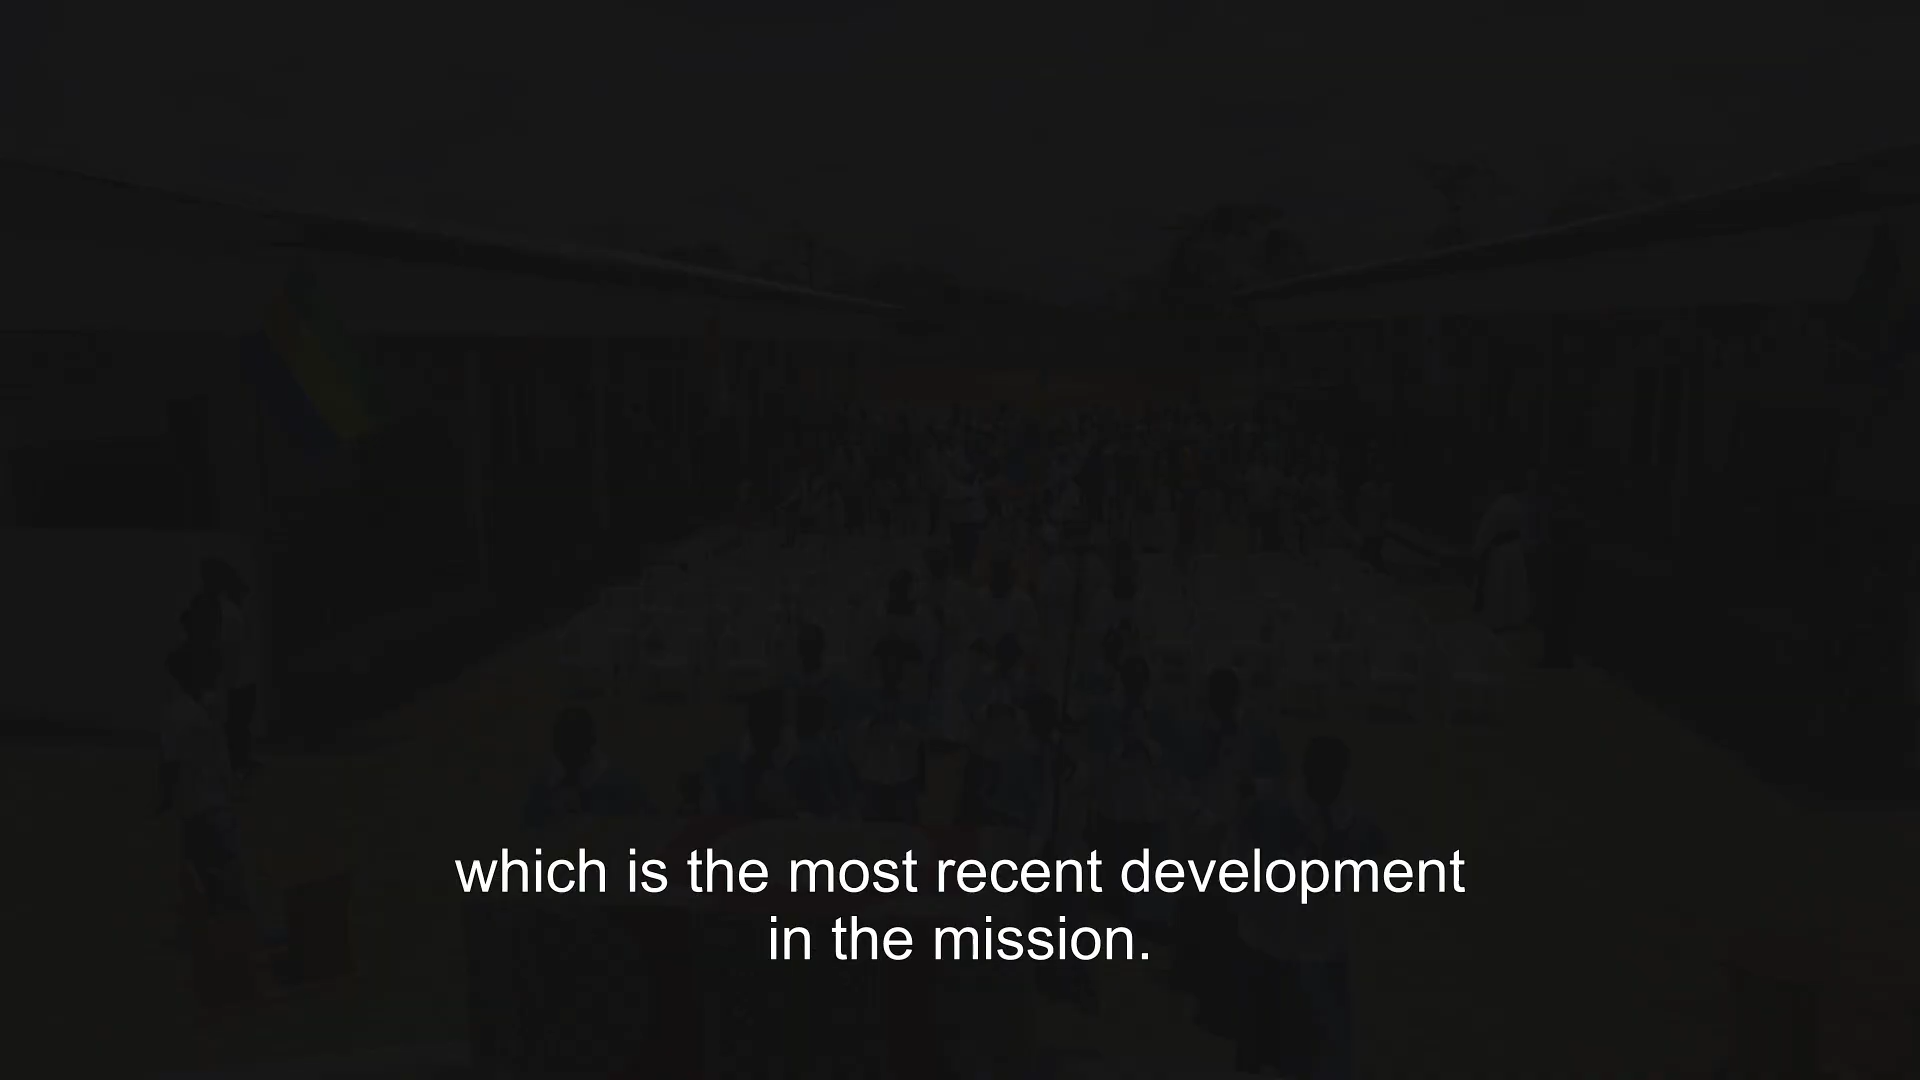 which is the most recent development
in the mission.